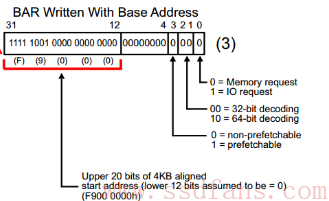 BAR Written With Base Address
31 12 4 3 2 1 0
1111 1001 0000 0000 0000 00000000 0 00 0 (3)
(F) (9) (0) (0) (0)
0 = Memory request
1 = IO request
00 = 32-bit decoding
10 = 64-bit decoding
0 = non-prefetchable
1 = prefetchable
Upper 20 bits of 4KB aligned
start address (lower 12 bits assumed to be = 0)
(F900 0000h)
www.ssdfans.com